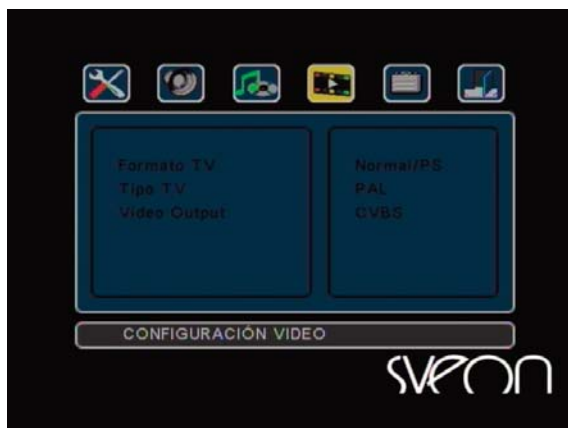 Formato TV Normal/PS
Tipo TV PAL
Video Output CVBS
CONFIGURACIÓN VIDEO
sveon